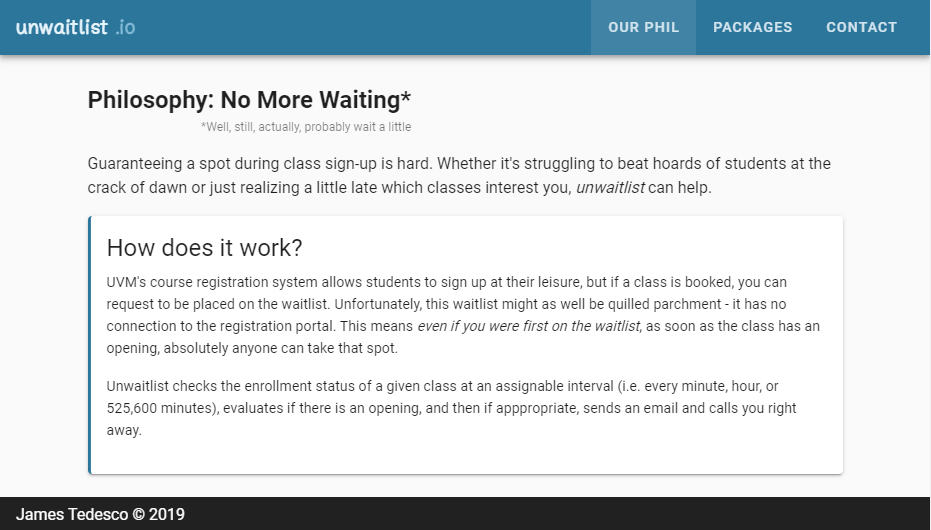 unwaitlist .io
OUR PHIL
PACKAGES
CONTACT
Philosophy: No More Waiting*
*Well, still, actually, probably wait a little
Guaranteeing a spot during class sign-up is hard. Whether it's struggling to beat hoards of students at the
crack of dawn or just realizing a little late which classes interest you, unwaitlist can help.
How does it work?
UVM's course registration system allows students to sign up at their leisure, but if a class is booked, you can
request to be placed on the waitlist. Unfortunately, this waitlist might as well be quilled parchment - it has no
connection to the registration portal. This means even if you were first on the waitlist, as soon as the class has an
opening, absolutely anyone can take that spot.
Unwaitlist checks the enrollment status of a given class at an assignable interval (i.e. every minute, hour, or
525,600 minutes), evaluates if there is an opening, and then if apppropriate, sends an email and calls you right
away.
James Tedesco © 2019